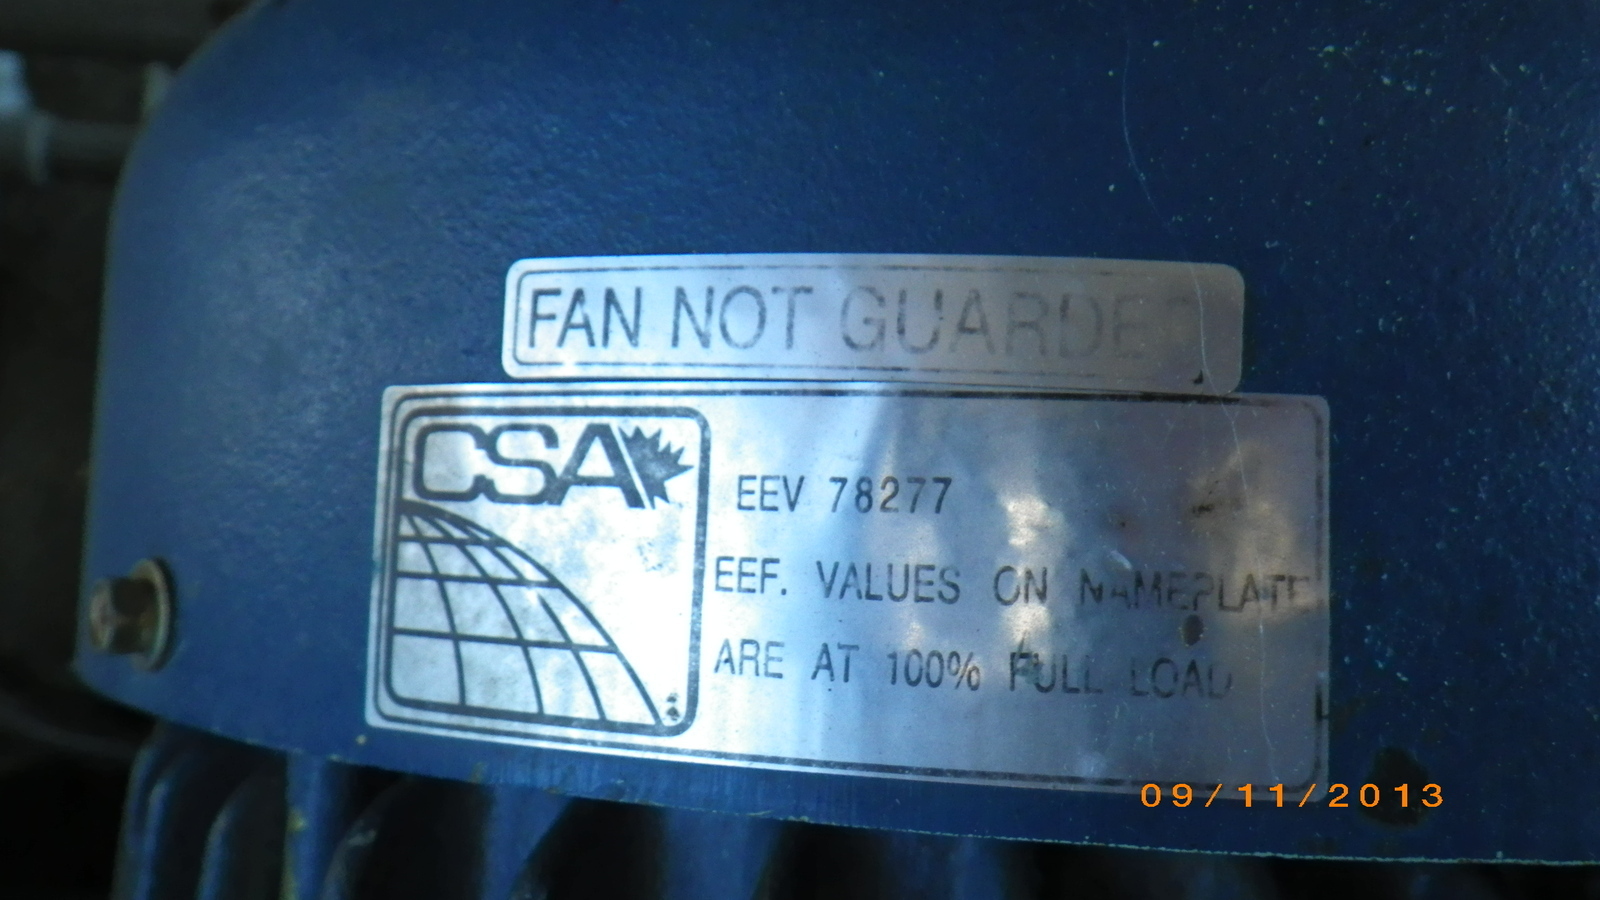 FAN NOT GUARDED
CSA
EEV 78277
EEF. VALUES ON NAMEPLATE
ARE AT 100% FULL LOAD
09/11/2013